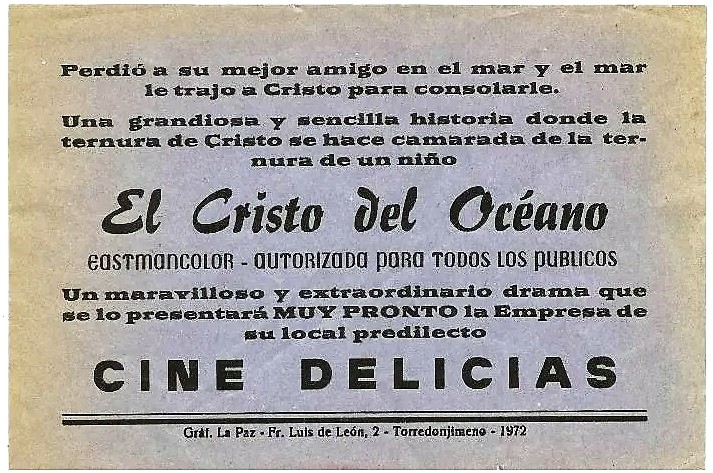 Perdió a su mejor amigo en el mar y el mar
le trajo a Cristo para consolarle.
Una grandiosa y sencilla historia donde la
ternura de Cristo se hace camarada de la ter-
nura de un niño
El Cristo del Océano
EASTMANCOLOR - AUTORIZADA PARA TODOS LOS PUBLICOS
Un maravilloso y extraordinario drama que
se lo presentará MUY PRONTO la Empresa de
su local predilecto
CINE DELICIAS
Gráf. La Paz - Fr. Luis de León, 2 - Torredonjimeno - 1972